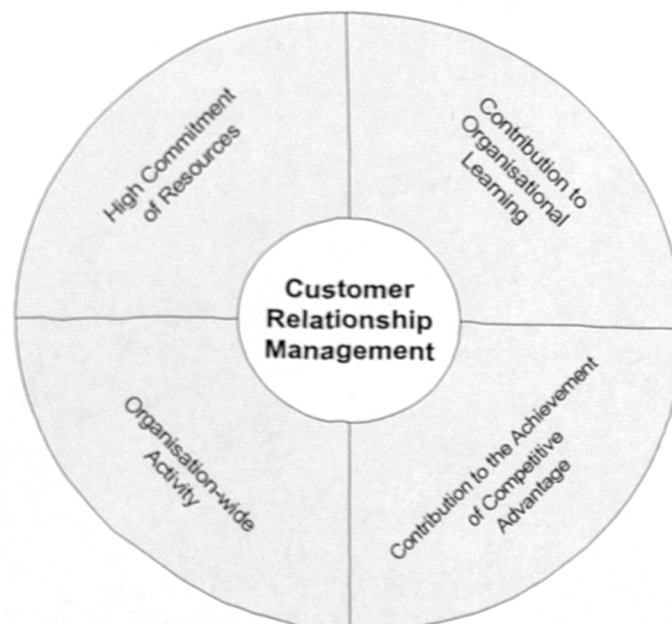 High Commitment
of Resources
Contribution to
Organisational
Learning
Customer
Relationship
Management
Organisation-wide
Activity
Contribution to the Achievement
of Competitive
Advantage